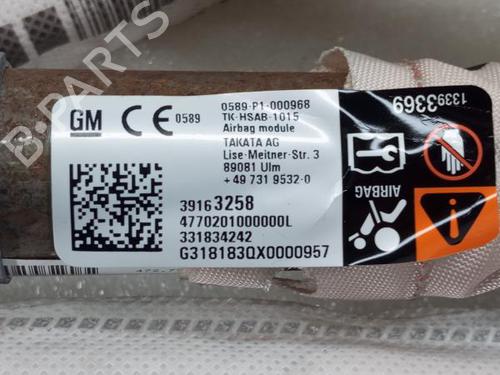 B-PARTS
GM CE 0589
0589-P1-000968
TK-HSAB-1015
Airbag module
TAKATA AG
Lise-Meitner-Str. 3
89081 Ulm
+49 731 9532-0
39163258
4770201000000L
331834242
G318183QX0000957
13393369
AIRBAG